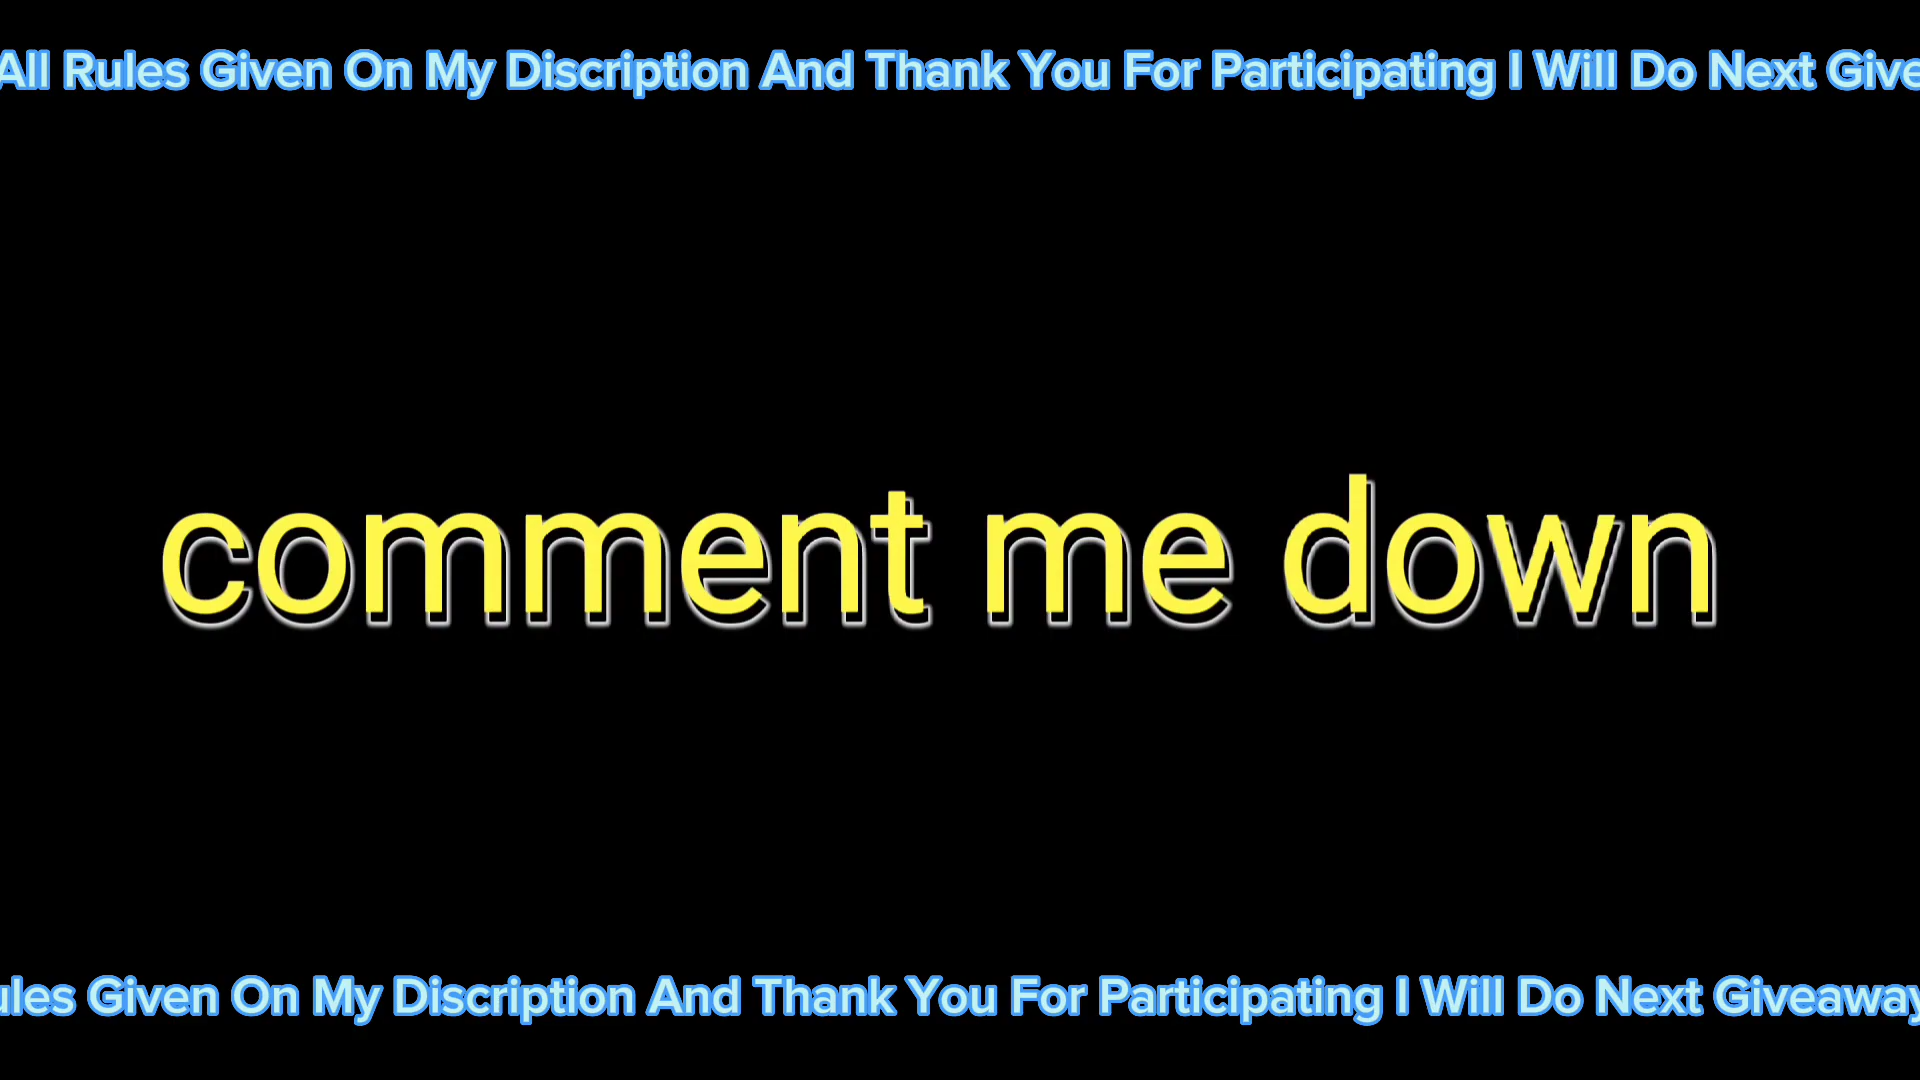 All Rules Given On My Discription And Thank You For Participating I Will Do Next Give
comment me down
ules Given On My Discription And Thank You For Participating I Will Do Next Giveaway